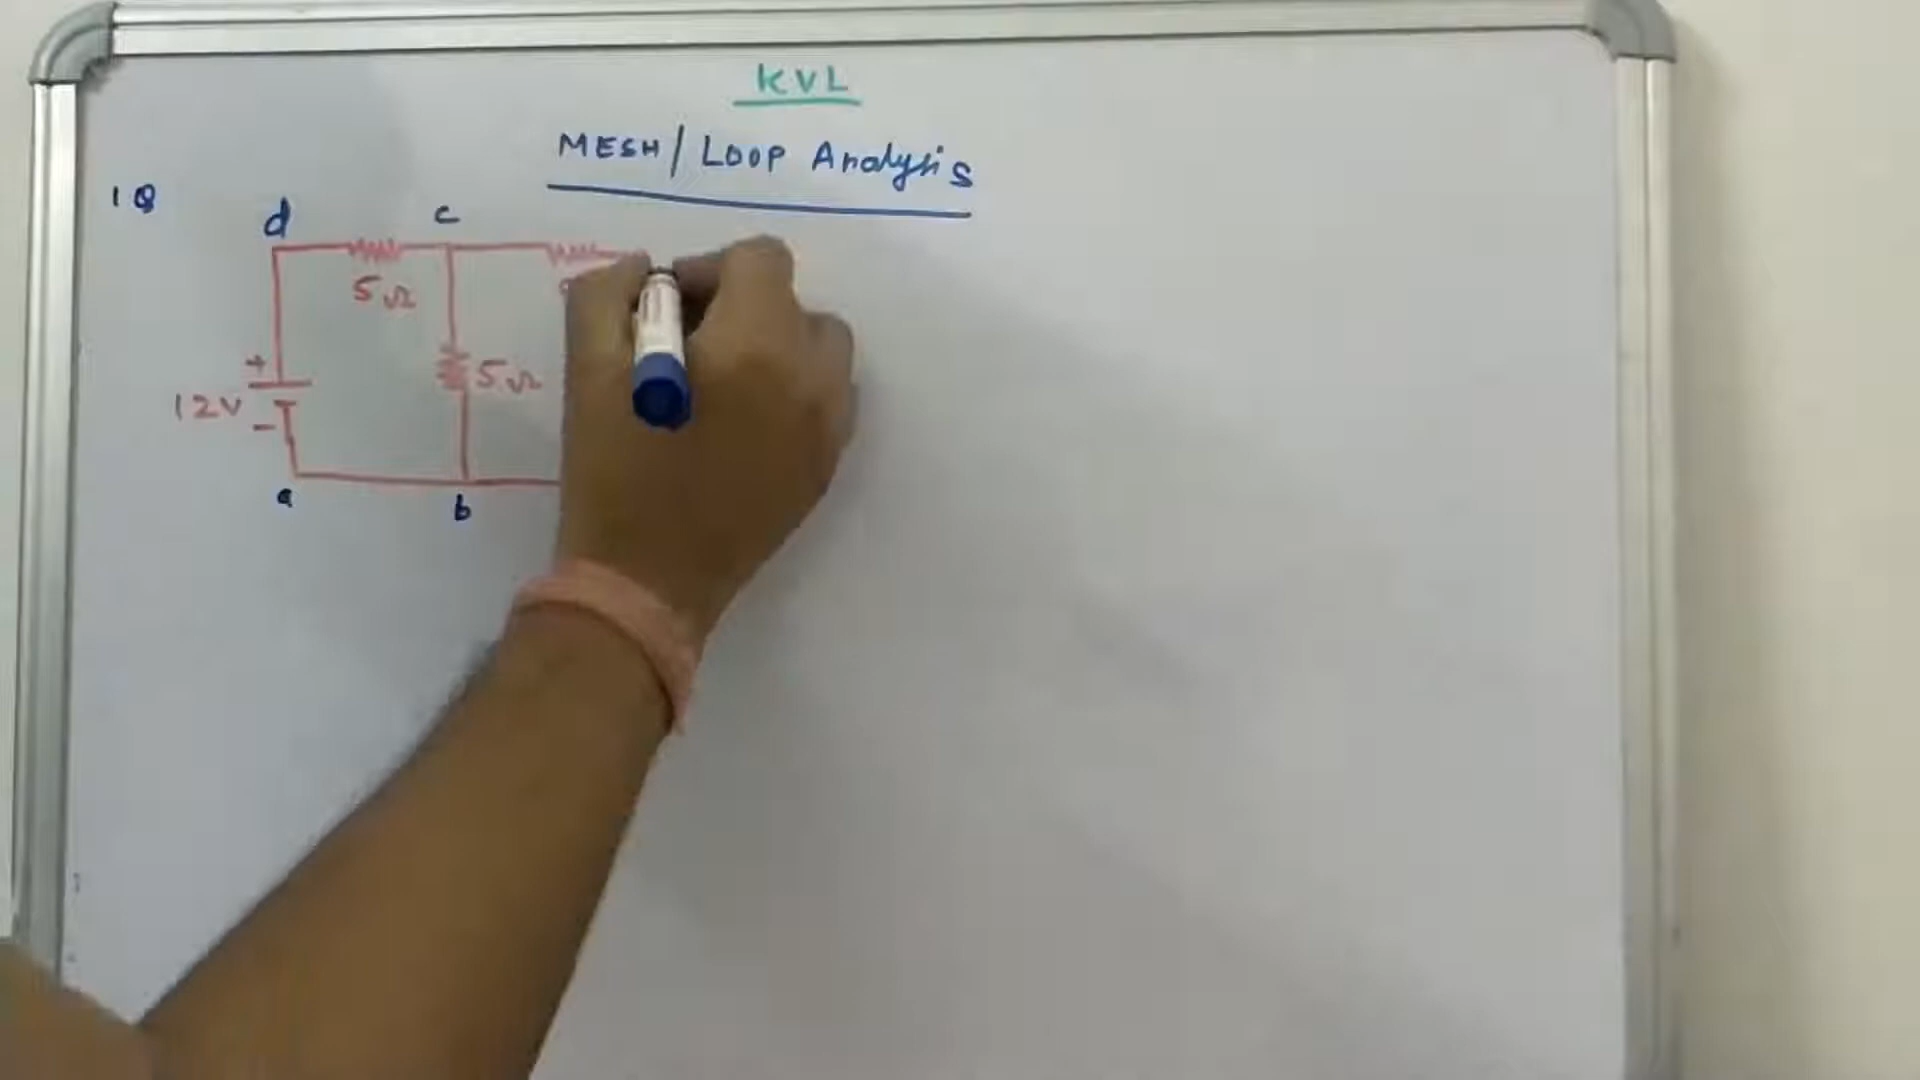 KVL
MESH/LOOP Analysis
1Q
d
c
5Ω
+
12V
-
5Ω
a
b